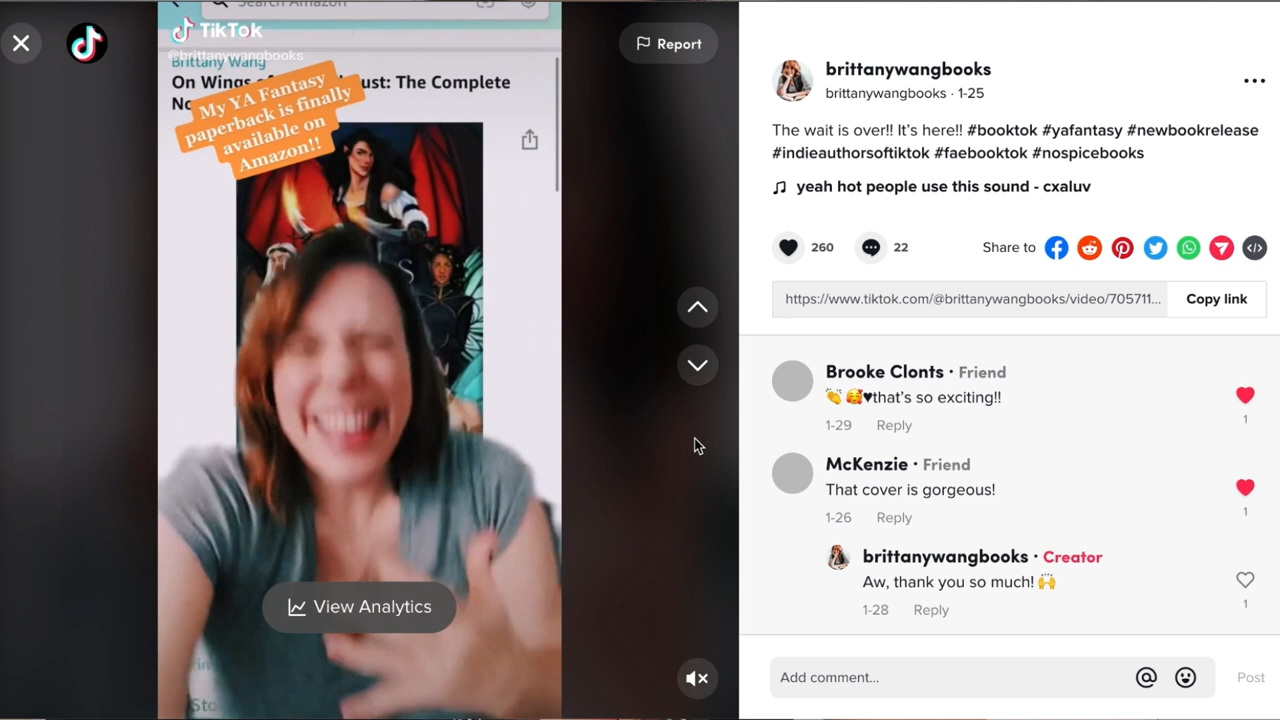 Search Amazon
TikTok
@brittanywangbooks
Brittany Wang
On Wings of ust: The Complete
No
My YA Fantasy
paperback is finally
available on
Amazon!!
View Analytics
Report
brittanywangbooks
brittanywangbooks · 1-25
The wait is over!! It's here!! #booktok #yafantasy #newbookrelease
#indieauthorsoftiktok #faebooktok #nospicebooks
♫ yeah hot people use this sound - cxaluv
260
22
Share to
https://www.tiktok.com/@brittanywangbooks/video/705711...
Copy link
Brooke Clonts · Friend
👏 🥰♥that's so exciting!!
1
1-29 Reply
McKenzie · Friend
That cover is gorgeous!
1
1-26 Reply
brittanywangbooks · Creator
Aw, thank you so much! 🙌
1
1-28 Reply
Add comment...
Post